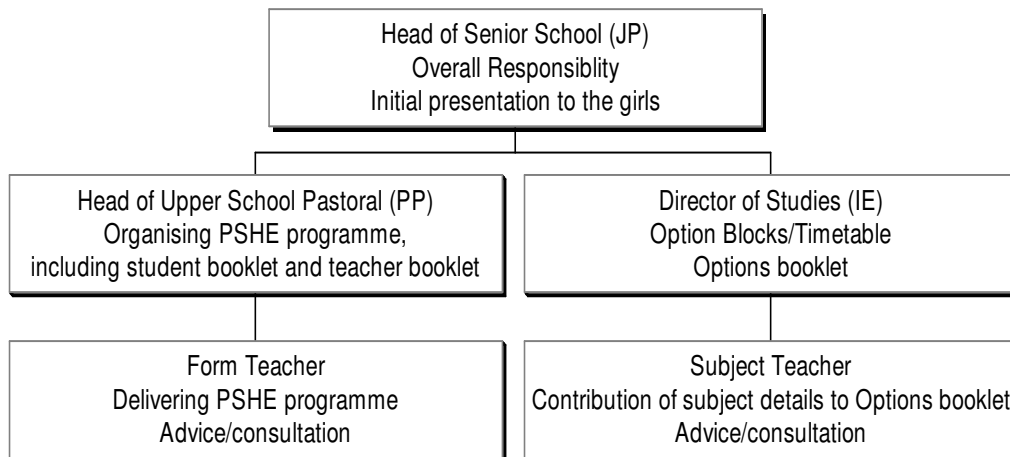 Head of Senior School (JP)
Overall Responsiblity
Initial presentation to the girls
Head of Upper School Pastoral (PP)
Organising PSHE programme,
including student booklet and teacher booklet
Director of Studies (IE)
Option Blocks/Timetable
Options booklet
Form Teacher
Delivering PSHE programme
Advice/consultation
Subject Teacher
Contribution of subject details to Options booklet
Advice/consultation